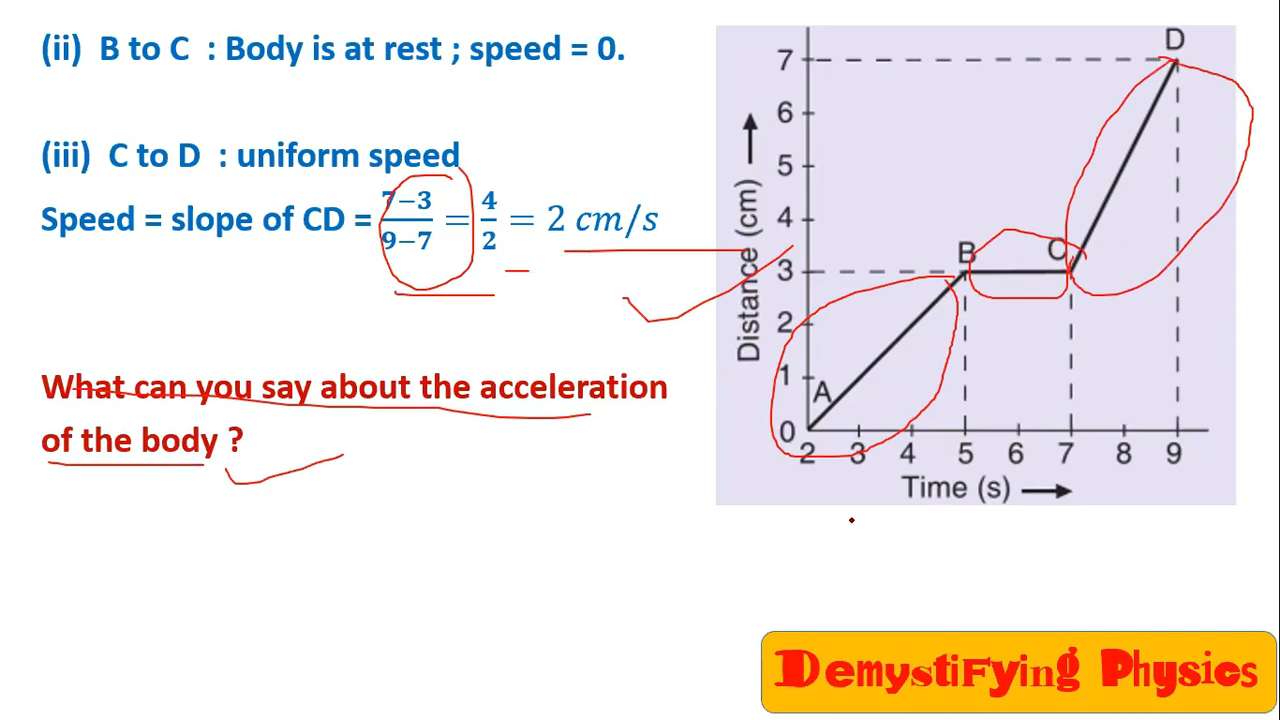 (ii) B to C : Body is at rest ; speed = 0.
(iii) C to D : uniform speed
Speed = slope of CD = 7−3/9−7 = 4/2 = 2 cm/s
What can you say about the acceleration
of the body ?
D
7
6
5
4
B
C
3
2
1
A
0
Distance (cm)
2 3 4 5 6 7 8 9
Time (s)
Demystifying Physics